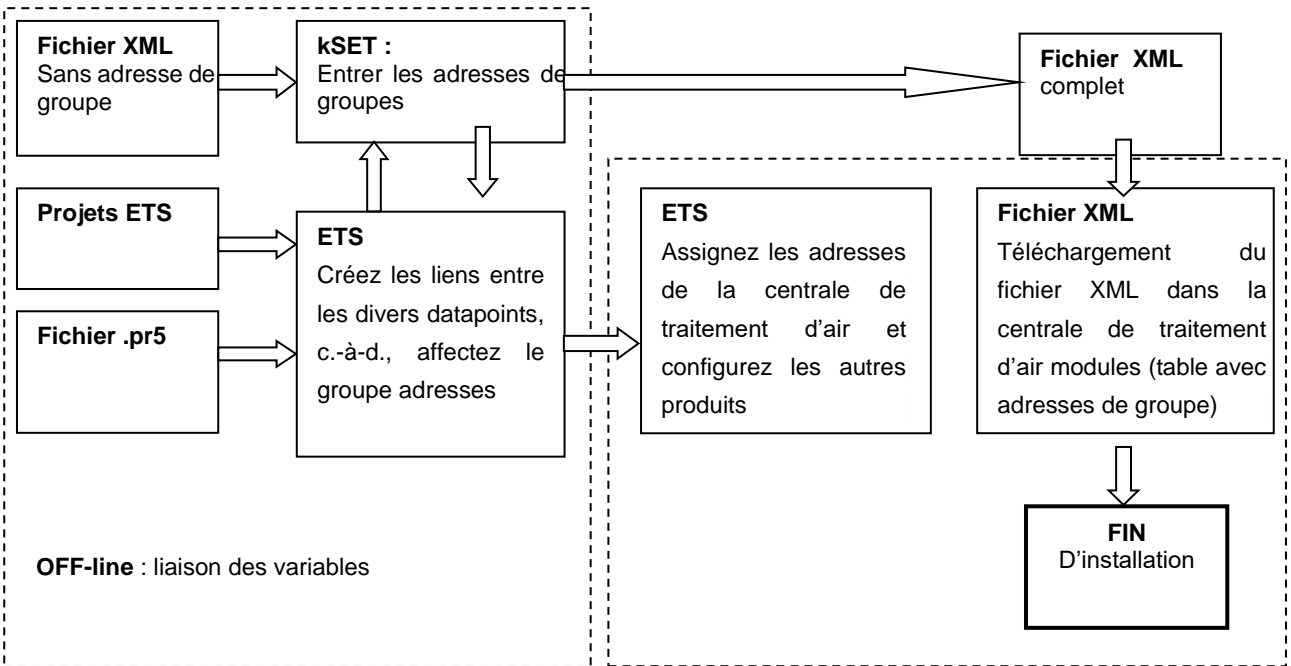 Fichier XML
Sans adresse de
groupe
kSET :
Entrer les adresses de
groupes
Fichier XML
complet
Projets ETS
Fichier .pr5
ETS
Créez les liens entre
les divers datapoints,
c.-à-d., affectez le
groupe adresses
ETS
Assignez les adresses
de la centrale de
traitement d'air et
configurez les autres
produits
Fichier XML
Téléchargement du
fichier XML dans la
centrale de traitement
d'air modules (table avec
adresses de groupe)
OFF-line : liaison des variables
FIN
D'installation